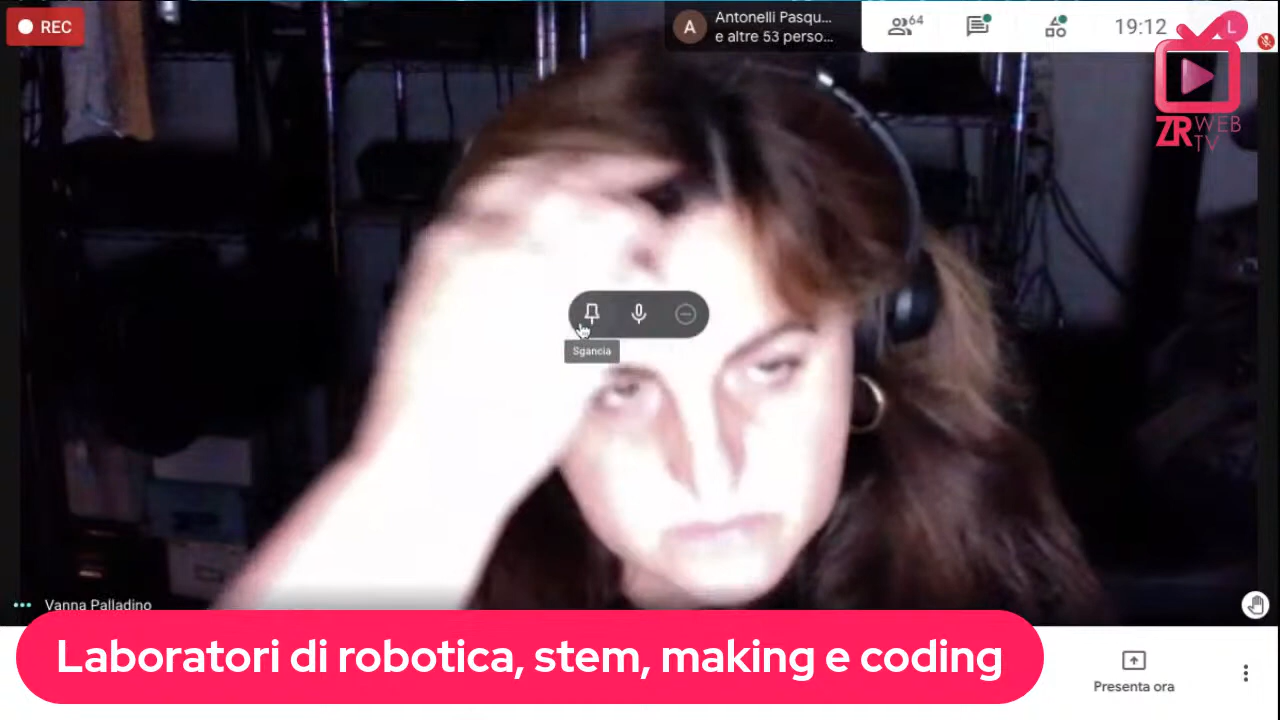 REC
A
Antonelli Pasqu...
e altre 53 perso...
64
19:12
L
ZR WEB
TV
Sgancia
Vanna Palladino
Laboratori di robotica, stem, making e coding
Presenta ora